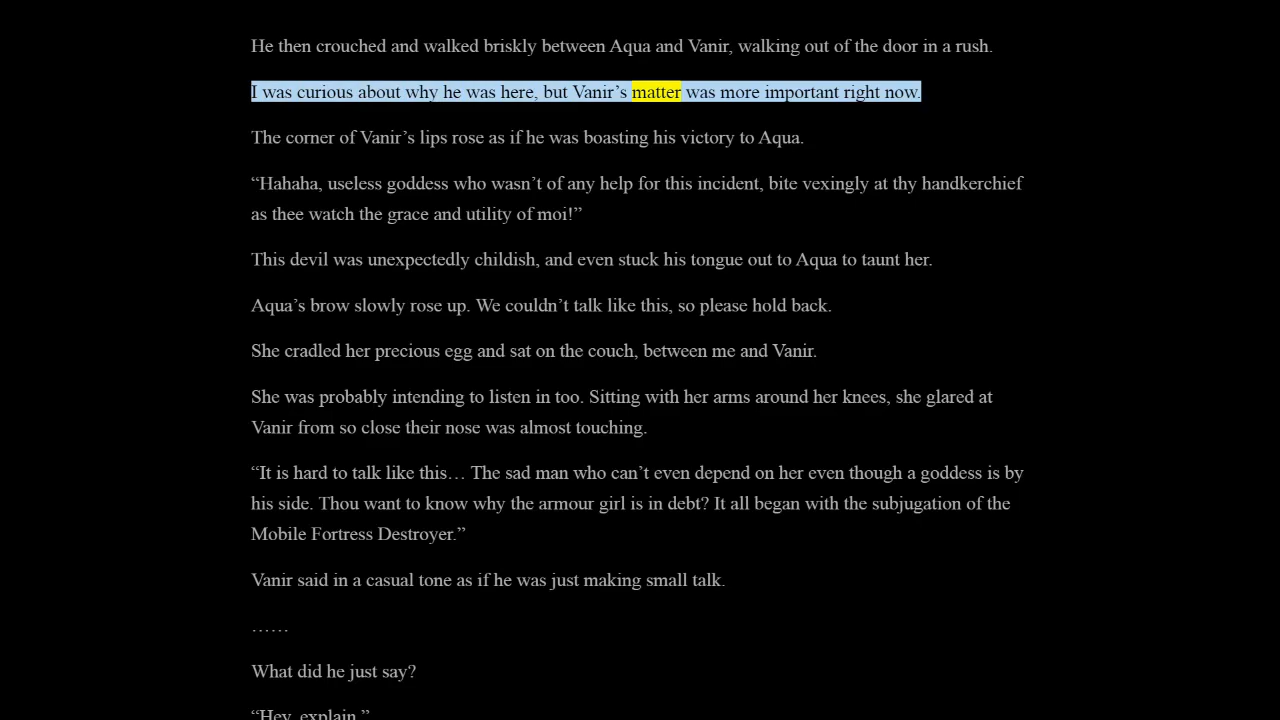 He then crouched and walked briskly between Aqua and Vanir, walking out of the door in a rush.
I was curious about why he was here, but Vanir’s matter was more important right now.
The corner of Vanir’s lips rose as if he was boasting his victory to Aqua.
“Hahaha, useless goddess who wasn’t of any help for this incident, bite vexingly at thy handkerchief
as thee watch the grace and utility of moi!”
This devil was unexpectedly childish, and even stuck his tongue out to Aqua to taunt her.
Aqua’s brow slowly rose up. We couldn’t talk like this, so please hold back.
She cradled her precious egg and sat on the couch, between me and Vanir.
She was probably intending to listen in too. Sitting with her arms around her knees, she glared at
Vanir from so close their nose was almost touching.
“It is hard to talk like this… The sad man who can’t even depend on her even though a goddess is by
his side. Thou want to know why the armour girl is in debt? It all began with the subjugation of the
Mobile Fortress Destroyer.”
Vanir said in a casual tone as if he was just making small talk.
……
What did he just say?
“Hey, explain.”